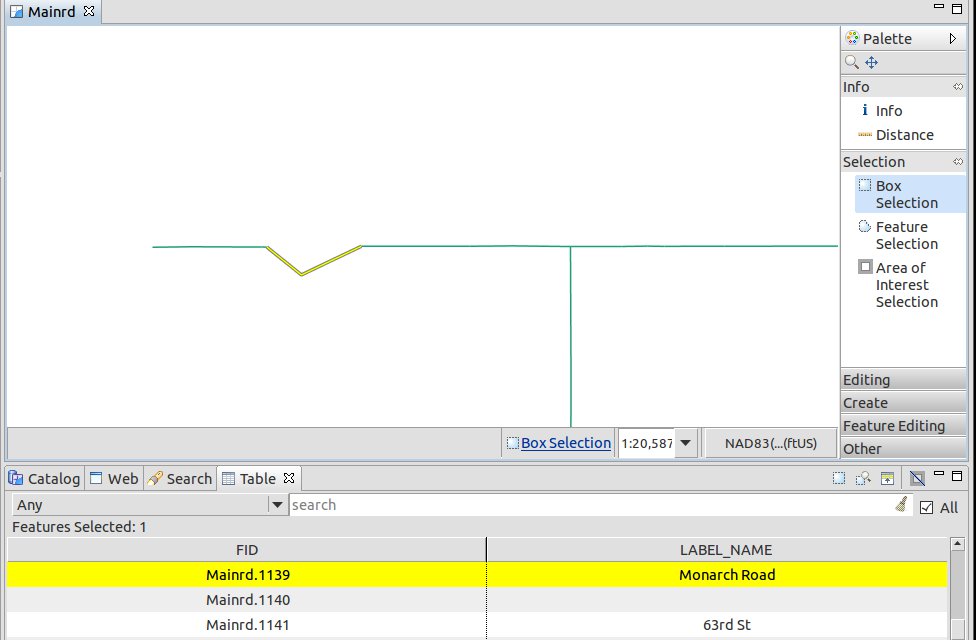 Mainrd
Palette
Info
Info
Distance
Selection
Box
Selection
Feature
Selection
Area of
Interest
Selection
Editing
Create
Feature Editing
Other
Box Selection 1:20,587 NAD83(...(ftUS)
Catalog Web Search Table
Any search All
Features Selected: 1
FID LABEL_NAME
Mainrd.1139 Monarch Road
Mainrd.1140
Mainrd.1141 63rd St